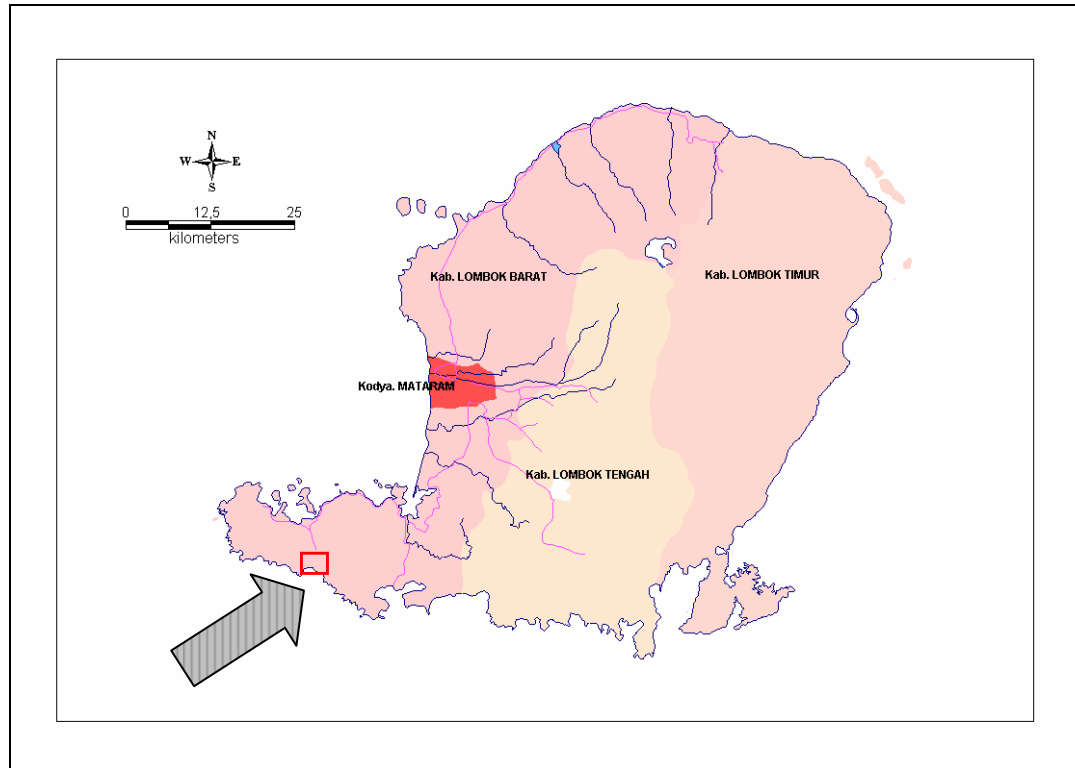 N
W E
S
0 12,5 25
kilometers
Kab. LOMBOK BARAT
Kab. LOMBOK TIMUR
Kodya. MATARAM
Kab. LOMBOK TENGAH